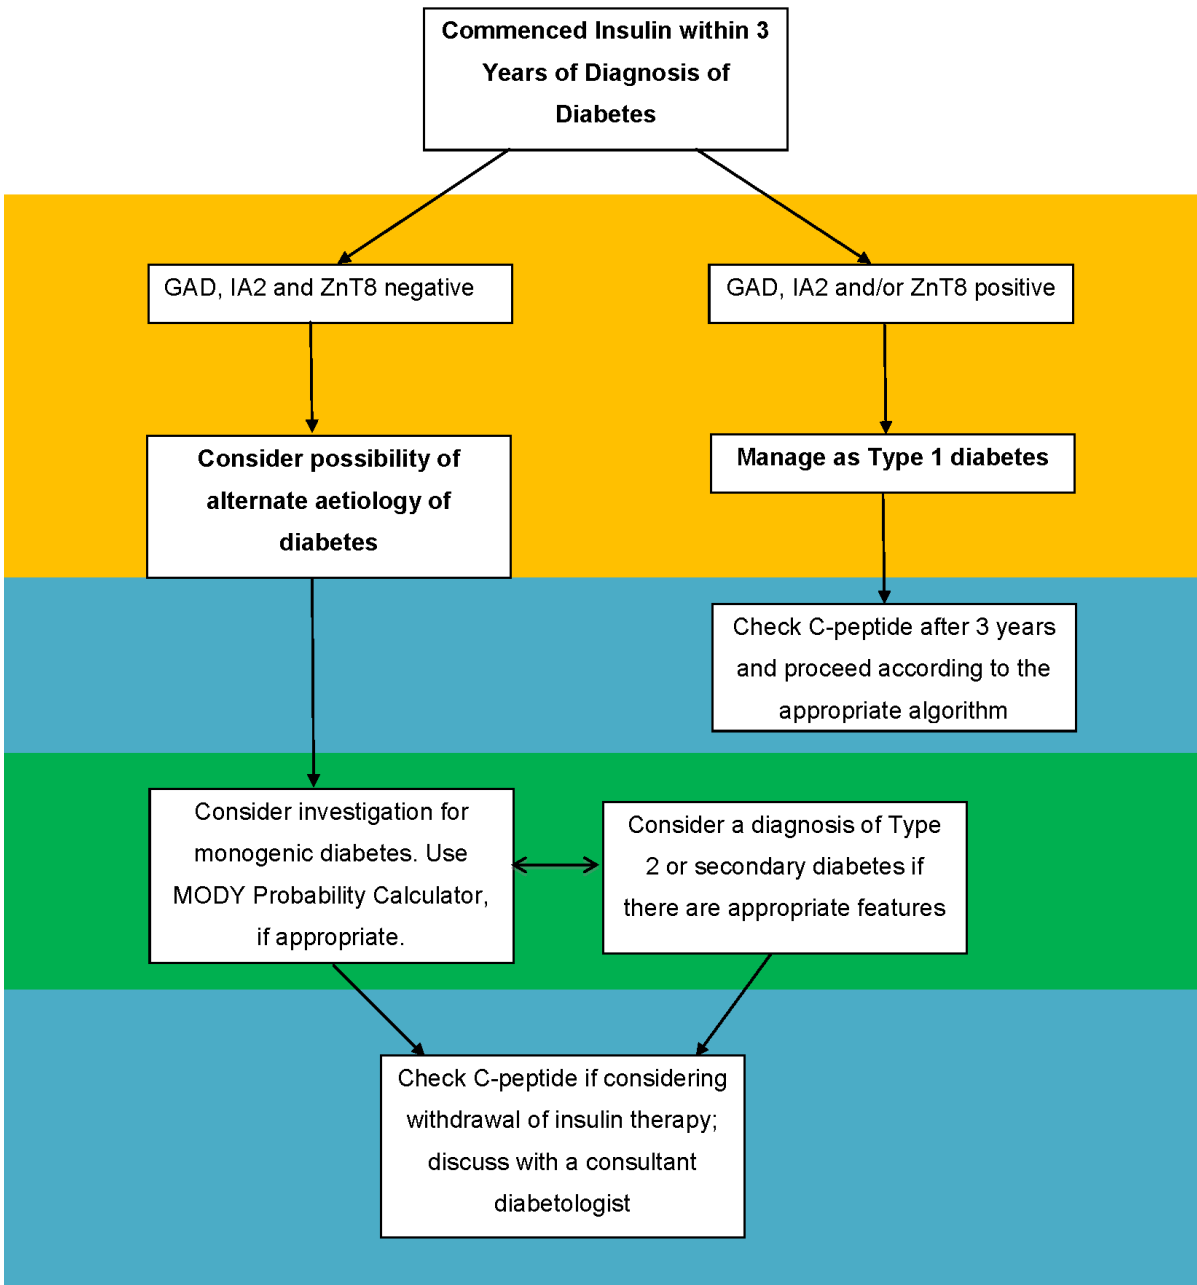 Commenced Insulin within 3
Years of Diagnosis of
Diabetes
GAD, IA2 and ZnT8 negative
GAD, IA2 and/or ZnT8 positive
Consider possibility of
alternate aetiology of
diabetes
Manage as Type 1 diabetes
Check C-peptide after 3 years
and proceed according to the
appropriate algorithm
Consider investigation for
monogenic diabetes. Use
MODY Probability Calculator,
if appropriate.
Consider a diagnosis of Type
2 or secondary diabetes if
there are appropriate features
Check C-peptide if considering
withdrawal of insulin therapy;
discuss with a consultant
diabetologist